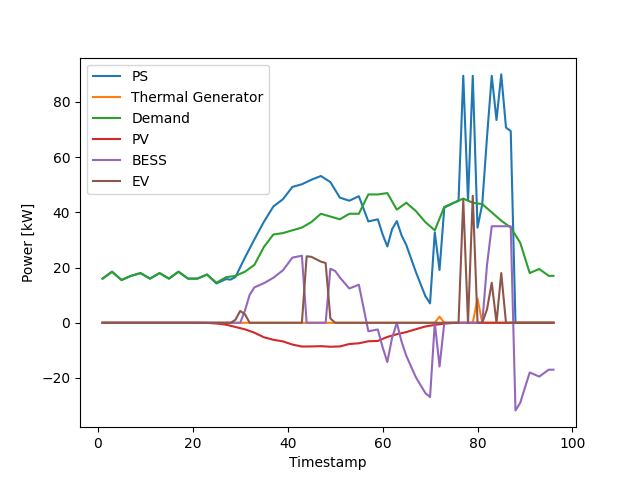 PS
Thermal Generator
Demand
PV
BESS
EV
Power [kW]
80
60
40
20
0
−20
0 20 40 60 80 100
Timestamp